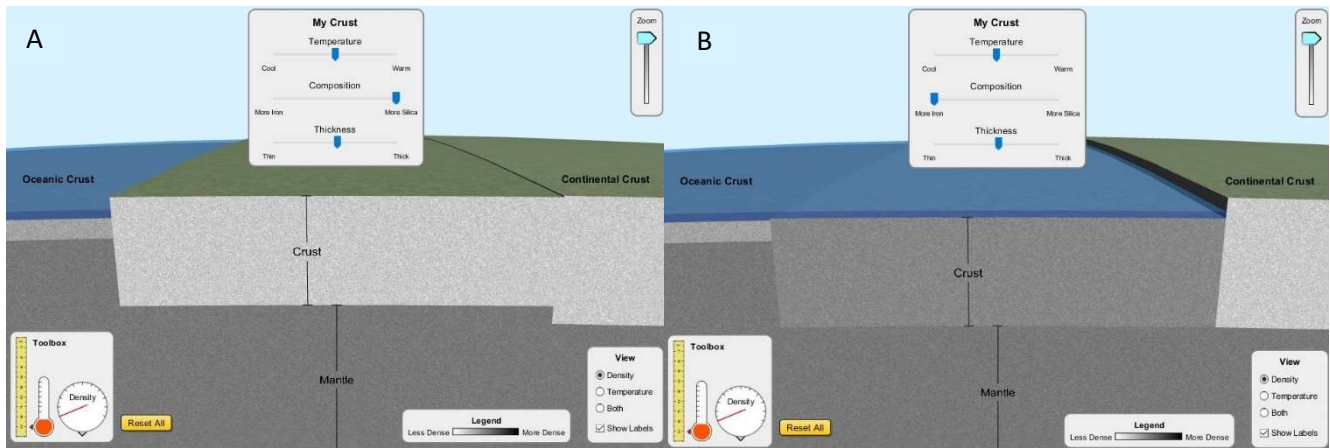 A
My Crust
Temperature
Cool Warm
Composition
More Iron More Silica
Thickness
Thin Thick
Zoom
Oceanic Crust
Continental Crust
Crust
Mantle
Toolbox
Density
Reset All
Legend
Less Dense More Dense
View
Density
Temperature
Both
Show Labels
B
My Crust
Temperature
Cool Warm
Composition
More Iron More Silica
Thickness
Thin Thick
Zoom
Oceanic Crust
Continental Crust
Crust
Mantle
Toolbox
Density
Reset All
Legend
Less Dense More Dense
View
Density
Temperature
Both
Show Labels